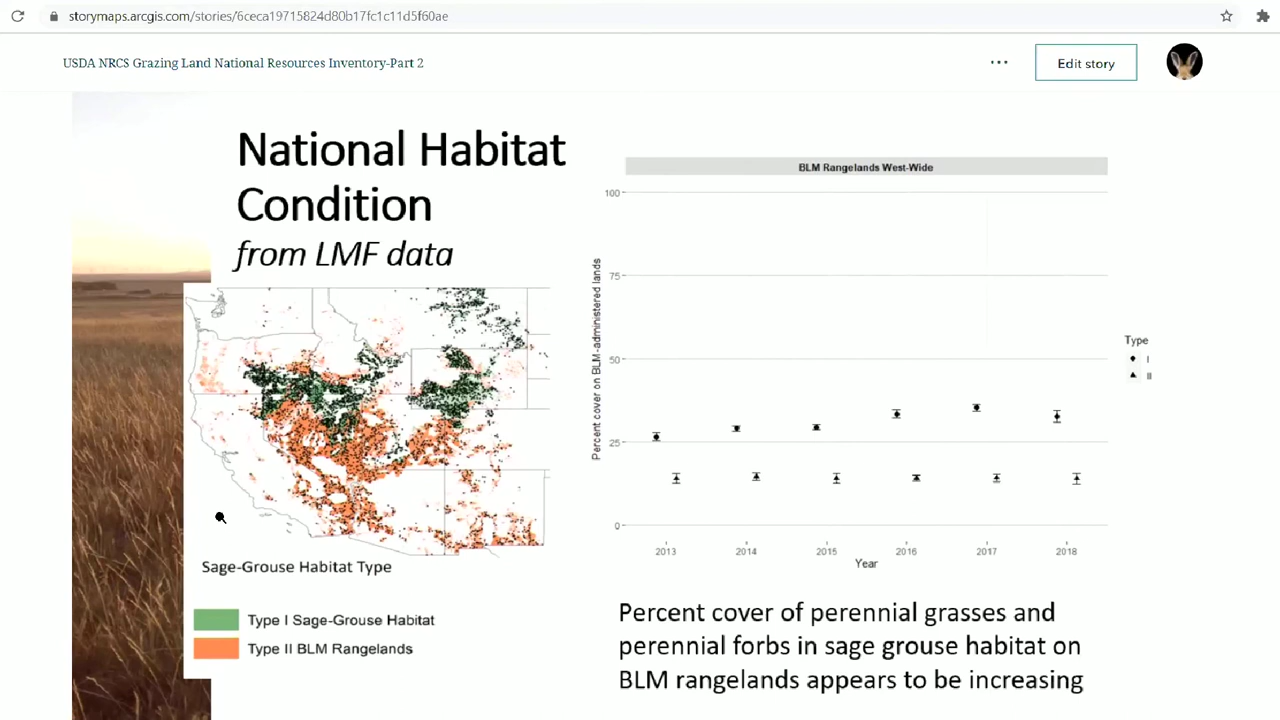 storymaps.arcgis.com/stories/6ceca19715824d80b17fc1c11d5f60ae
USDA NRCS Grazing Land National Resources Inventory-Part 2
Edit story
National Habitat
Condition
from LMF data
Sage-Grouse Habitat Type
Type I Sage-Grouse Habitat
Type II BLM Rangelands
BLM Rangelands West-Wide
Percent cover on BLM-administered lands
100
75
50
25
0
2013 2014 2015 2016 2017 2018
Year
Type
I
II
Percent cover of perennial grasses and
perennial forbs in sage grouse habitat on
BLM rangelands appears to be increasing